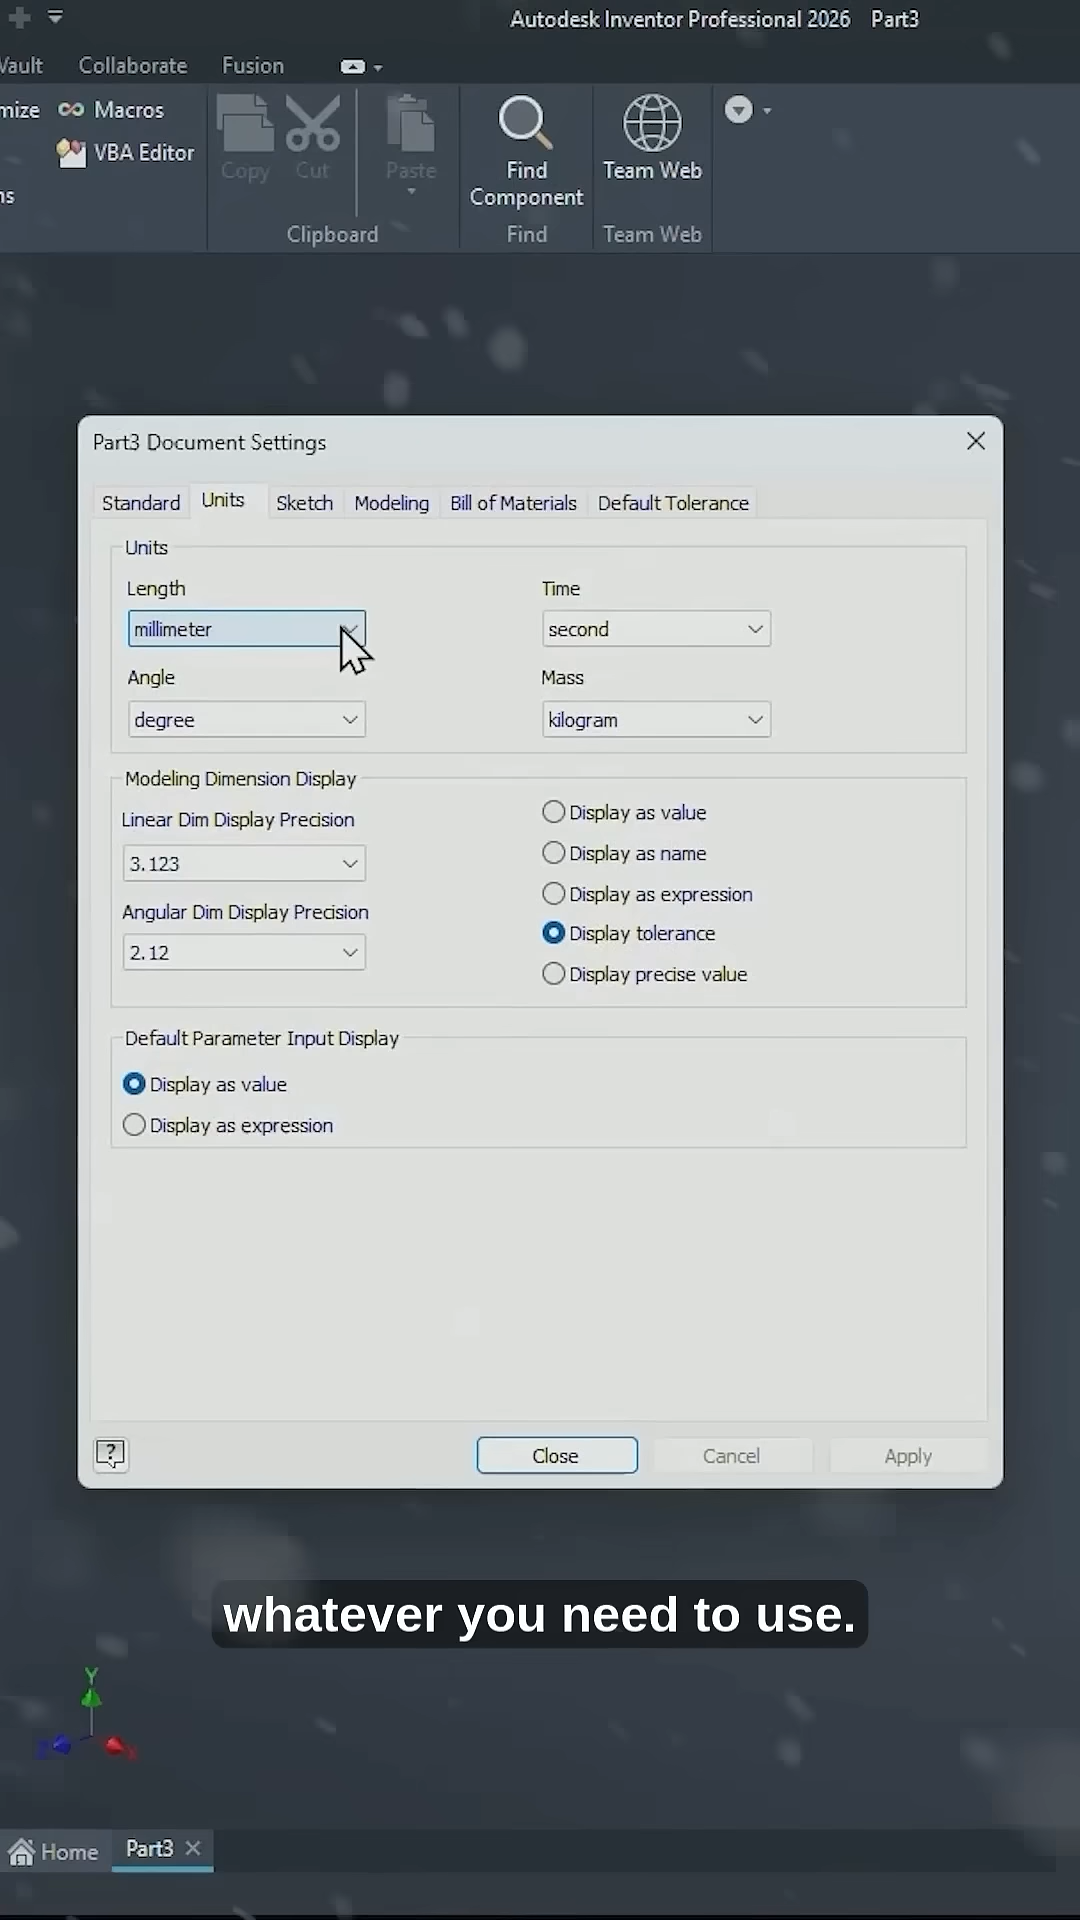 Autodesk Inventor Professional 2026 Part3
Vault Collaborate Fusion
mize Macros
VBA Editor
ns
Copy Cut Paste
Find Component
Team Web
Clipboard Find Team Web
Part3 Document Settings
Standard Units Sketch Modeling Bill of Materials Default Tolerance
Units
Length Time
millimeter second
Angle Mass
degree kilogram
Modeling Dimension Display
Linear Dim Display Precision
3.123
Angular Dim Display Precision
2.12
Display as value
Display as name
Display as expression
Display tolerance
Display precise value
Default Parameter Input Display
Display as value
Display as expression
?
Close Cancel Apply
whatever you need to use.
Y
Z X
Home Part3